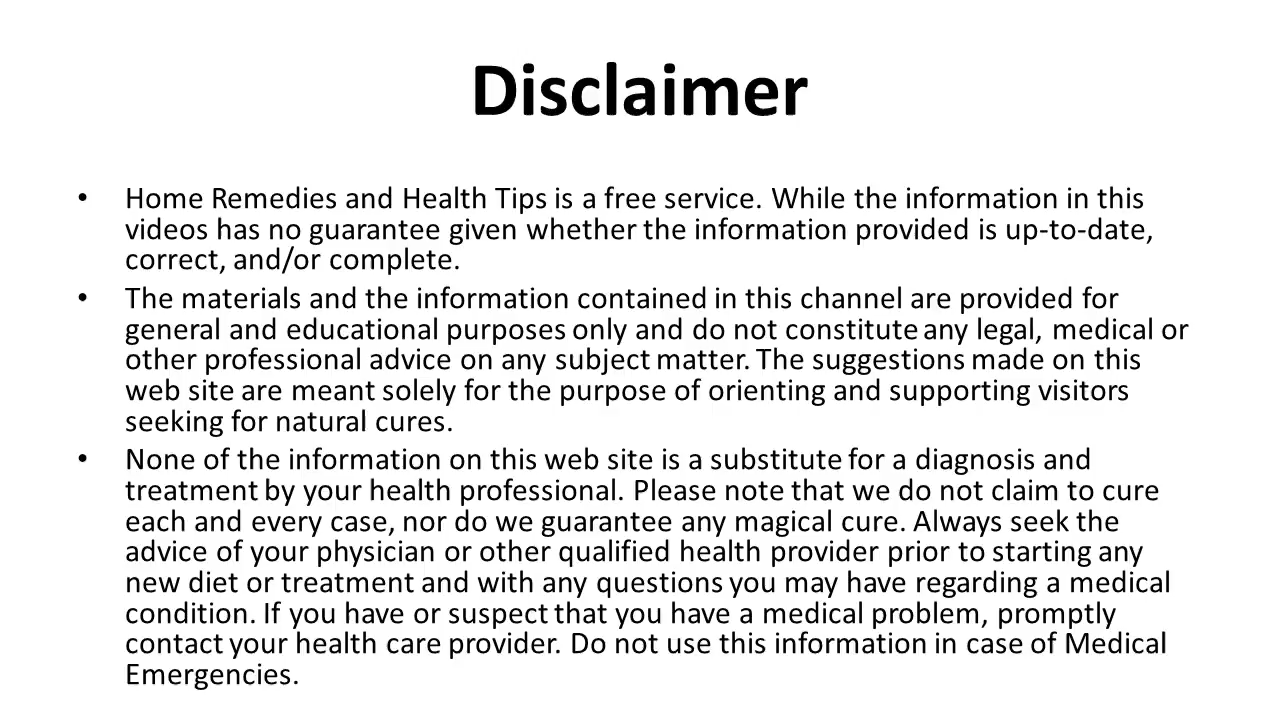 Disclaimer
• Home Remedies and Health Tips is a free service. While the information in this
videos has no guarantee given whether the information provided is up-to-date,
correct, and/or complete.
• The materials and the information contained in this channel are provided for
general and educational purposes only and do not constitute any legal, medical or
other professional advice on any subject matter. The suggestions made on this
web site are meant solely for the purpose of orienting and supporting visitors
seeking for natural cures.
• None of the information on this web site is a substitute for a diagnosis and
treatment by your health professional. Please note that we do not claim to cure
each and every case, nor do we guarantee any magical cure. Always seek the
advice of your physician or other qualified health provider prior to starting any
new diet or treatment and with any questions you may have regarding a medical
condition. If you have or suspect that you have a medical problem, promptly
contact your health care provider. Do not use this information in case of Medical
Emergencies.